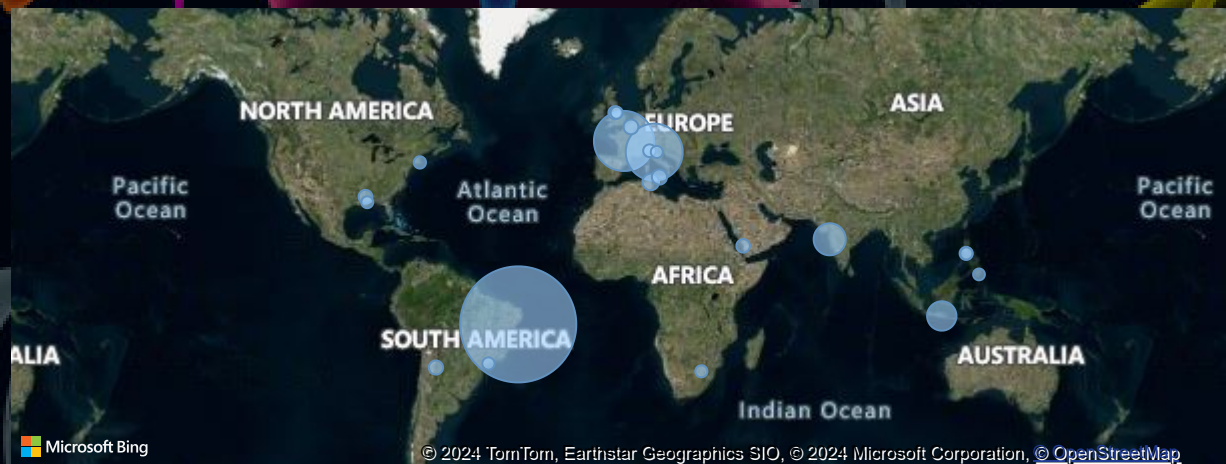 NORTH AMERICA
EUROPE
ASIA
Pacific
Ocean
Atlantic
Ocean
Pacific
Ocean
AFRICA
SOUTH AMERICA
ALIA
AUSTRALIA
Indian Ocean
Microsoft Bing
© 2024 TomTom, Earthstar Geographics SIO, © 2024 Microsoft Corporation, © OpenStreetMap